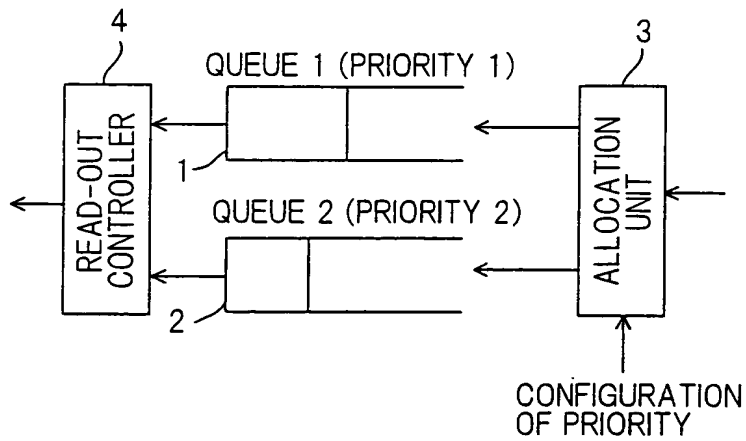 4
QUEUE 1 (PRIORITY 1)
3
READ-OUT
CONTROLLER
1
ALLOCATION
UNIT
QUEUE 2 (PRIORITY 2)
2
CONFIGURATION
OF PRIORITY